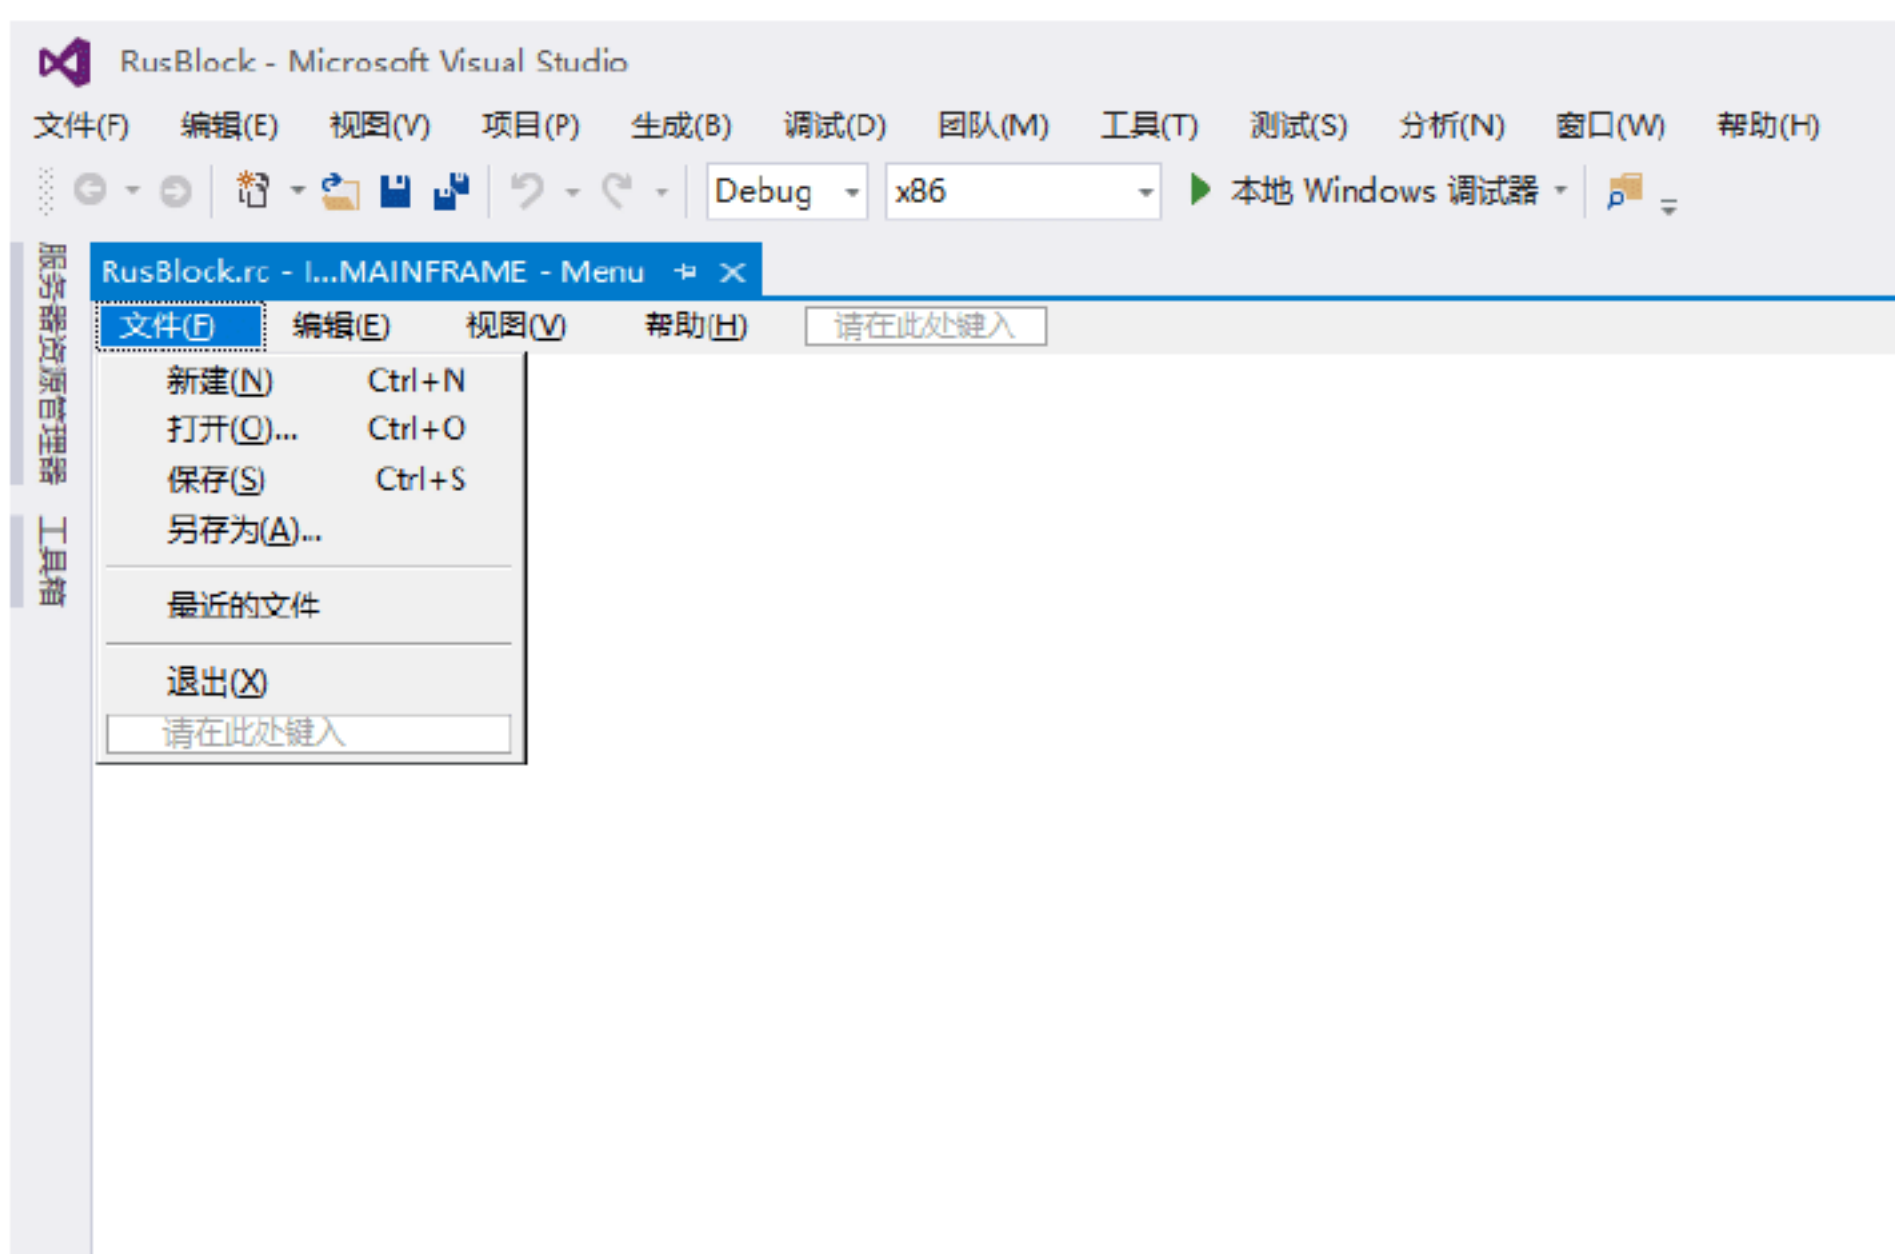 RusBlock - Microsoft Visual Studio
文件(F) 编辑(E) 视图(V) 项目(P) 生成(B) 调试(D) 团队(M) 工具(T) 测试(S) 分析(N) 窗口(W) 帮助(H)
Debug x86 本地 Windows 调试器
服务器资源管理器
工具箱
RusBlock.rc - I...MAINFRAME - Menu
文件(F) 编辑(E) 视图(V) 帮助(H) 请在此处键入
新建(N) Ctrl+N
打开(O)... Ctrl+O
保存(S) Ctrl+S
另存为(A)...
最近的文件
退出(X)
请在此处键入